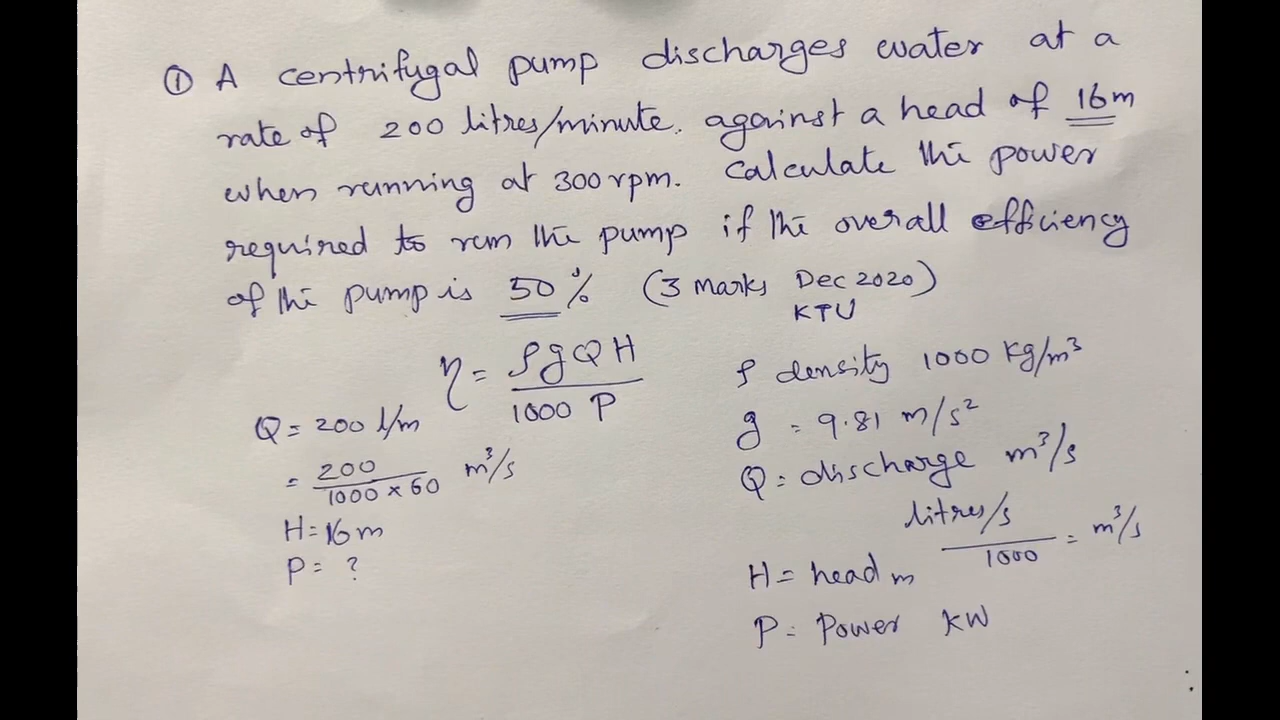 ① A centrifugal pump discharges water at a
rate of 200 litres/minute. against a head of 16m
when running at 300 rpm. Calculate the power
required to run the pump if the overall efficiency
of the pump is 50% (3 marks Dec 2020)
KTU
η = ρgQH / 1000 P
Q = 200 l/m
= 200 / 1000 × 60 m³/s
H = 16m
P = ?
ρ density 1000 kg/m³
g = 9.81 m/s²
Q = discharge m³/s
litres/s / 1000 = m³/s
H = head m
P = Power KW